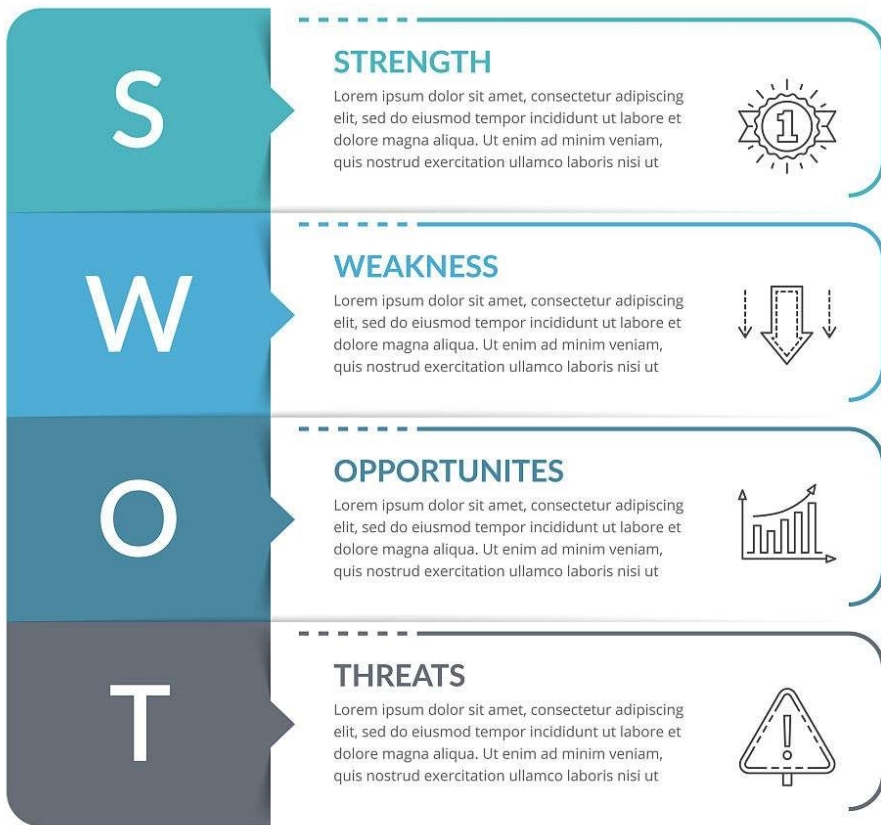 S
STRENGTH
Lorem ipsum dolor sit amet, consectetur adipiscing
elit, sed do eiusmod tempor incididunt ut labore et
dolore magna aliqua. Ut enim ad minim veniam,
quis nostrud exercitation ullamco laboris nisi ut
1
W
WEAKNESS
Lorem ipsum dolor sit amet, consectetur adipiscing
elit, sed do eiusmod tempor incididunt ut labore et
dolore magna aliqua. Ut enim ad minim veniam,
quis nostrud exercitation ullamco laboris nisi ut
O
OPPORTUNITES
Lorem ipsum dolor sit amet, consectetur adipiscing
elit, sed do eiusmod tempor incididunt ut labore et
dolore magna aliqua. Ut enim ad minim veniam,
quis nostrud exercitation ullamco laboris nisi ut
T
THREATS
Lorem ipsum dolor sit amet, consectetur adipiscing
elit, sed do eiusmod tempor incididunt ut labore et
dolore magna aliqua. Ut enim ad minim veniam,
quis nostrud exercitation ullamco laboris nisi ut
!